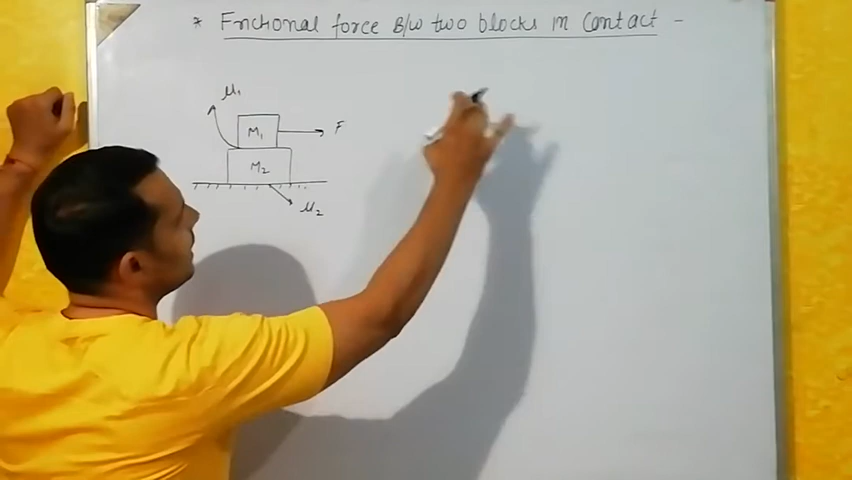 * Frictional force B/w two blocks in Contact -
μ₁
M₁
F
M₂
μ₂